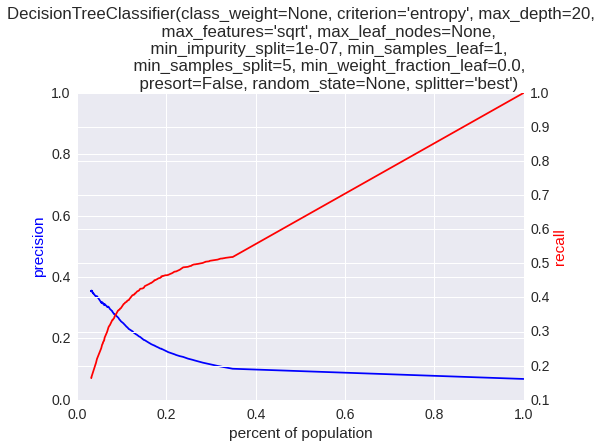 DecisionTreeClassifier(class_weight=None, criterion='entropy', max_depth=20,
max_features='sqrt', max_leaf_nodes=None,
min_impurity_split=1e-07, min_samples_leaf=1,
min_samples_split=5, min_weight_fraction_leaf=0.0,
presort=False, random_state=None, splitter='best')
1.0
0.8
0.6
0.4
0.2
0.0
precision
1.0
0.9
0.8
0.7
0.6
0.5
0.4
0.3
0.2
0.1
recall
0.0 0.2 0.4 0.6 0.8 1.0
percent of population